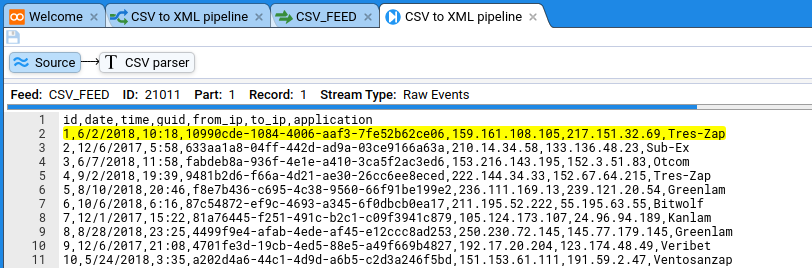 Welcome CSV to XML pipeline CSV_FEED CSV to XML pipeline
Source CSV parser
Feed: CSV_FEED ID: 21011 Part: 1 Record: 1 Stream Type: Raw Events
1 id,date,time,guid,from_ip,to_ip,application
2 1,6/2/2018,10:18,10990cde-1084-4006-aaf3-7fe52b62ce06,159.161.108.105,217.151.32.69,Tres-Zap
3 2,12/6/2017,5:58,633aa1a8-04ff-442d-ad9a-03ce9166a63a,210.14.34.58,133.136.48.23,Sub-Ex
4 3,6/7/2018,11:58,fabdeb8a-936f-4e1e-a410-3ca5f2ac3ed6,153.216.143.195,152.3.51.83,Otcom
5 4,9/2/2018,19:39,9481b2d6-f66a-4d21-ae30-26cc6ee8eced,222.144.34.33,152.67.64.215,Tres-Zap
6 5,8/10/2018,20:46,f8e7b436-c695-4c38-9560-66f91be199e2,236.111.169.13,239.121.20.54,Greenlam
7 6,10/6/2018,6:16,87c54872-ef9c-4693-a345-6f0dbcb0ea17,211.195.52.222,55.195.63.55,Bitwolf
8 7,12/1/2017,15:22,81a76445-f251-491c-b2c1-c09f3941c879,105.124.173.107,24.96.94.189,Kanlam
9 8,8/28/2018,23:25,4499f9e4-afab-4ede-af45-e12ccc8ad253,250.230.72.145,145.77.179.145,Greenlam
10 9,12/6/2017,21:08,4701fe3d-19cb-4ed5-88e5-a49f669b4827,192.17.20.204,123.174.48.49,Veribet
11 10,5/24/2018,3:35,a202d4a6-44c1-4d9d-a6b5-c2d3a246f5bd,151.153.61.111,191.59.2.47,Ventosanzap